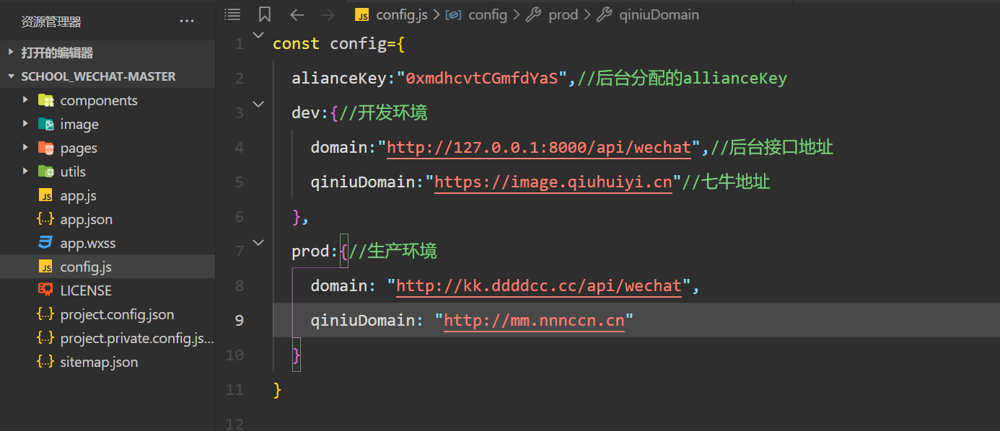 资源管理器 ...
打开的编辑器
SCHOOL_WECHAT-MASTER
components
image
pages
utils
app.js
app.json
app.wxss
config.js
LICENSE
project.config.json
project.private.config.js...
sitemap.json
JS config.js > config > prod > qiniuDomain
1 const config={
2 alianceKey:"0xmdhcvtCGmfdYaS",//后台分配的allianceKey
3 dev:{//开发环境
4 domain:"http://127.0.0.1:8000/api/wechat",//后台接口地址
5 qiniuDomain:"https://image.qiuhuiyi.cn"//七牛地址
6 },
7 prod:{//生产环境
8 domain: "http://kk.ddddcc.cc/api/wechat",
9 qiniuDomain: "http://mm.nnnccn.cn"
10 }
11 }
12